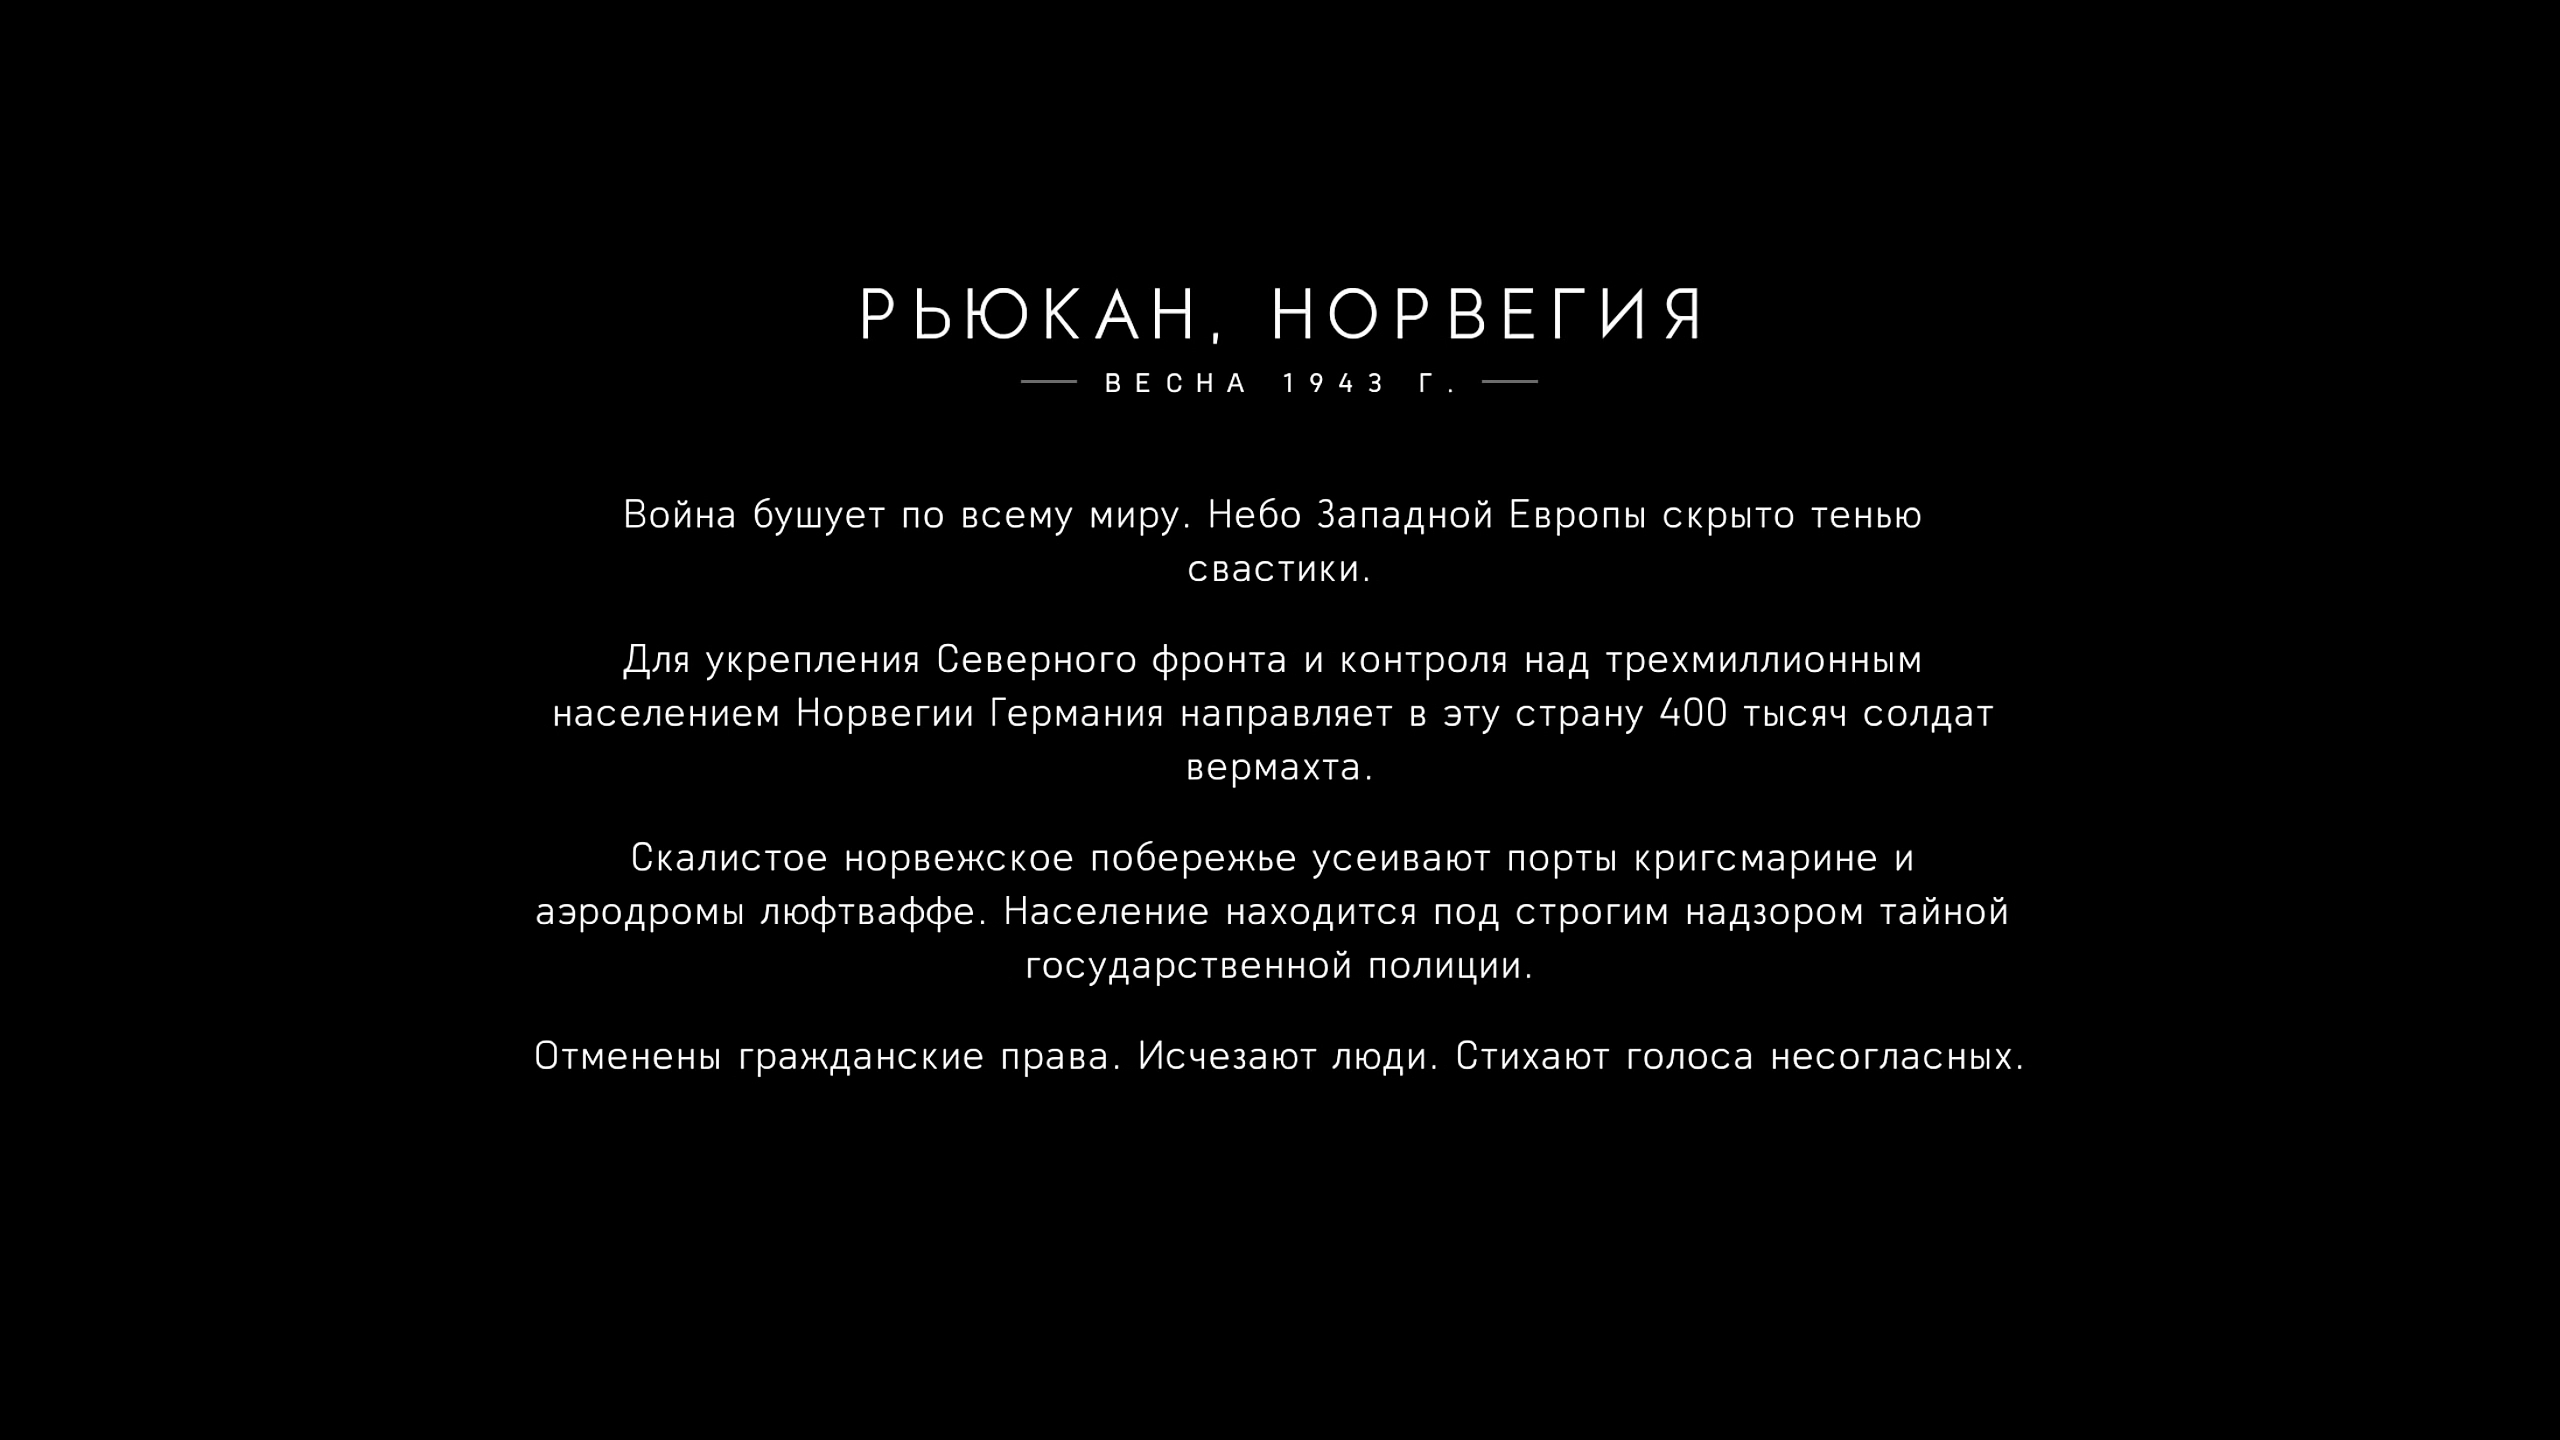 РЬЮКАН, НОРВЕГИЯ
ВЕСНА 1943 Г.
Война бушует по всему миру. Небо Западной Европы скрыто тенью
свастики.
Для укрепления Северного фронта и контроля над трехмиллионным
населением Норвегии Германия направляет в эту страну 400 тысяч солдат
вермахта.
Скалистое норвежское побережье усеивают порты кригсмарине и
аэродромы люфтваффе. Население находится под строгим надзором тайной
государственной полиции.
Отменены гражданские права. Исчезают люди. Стихают голоса несогласных.